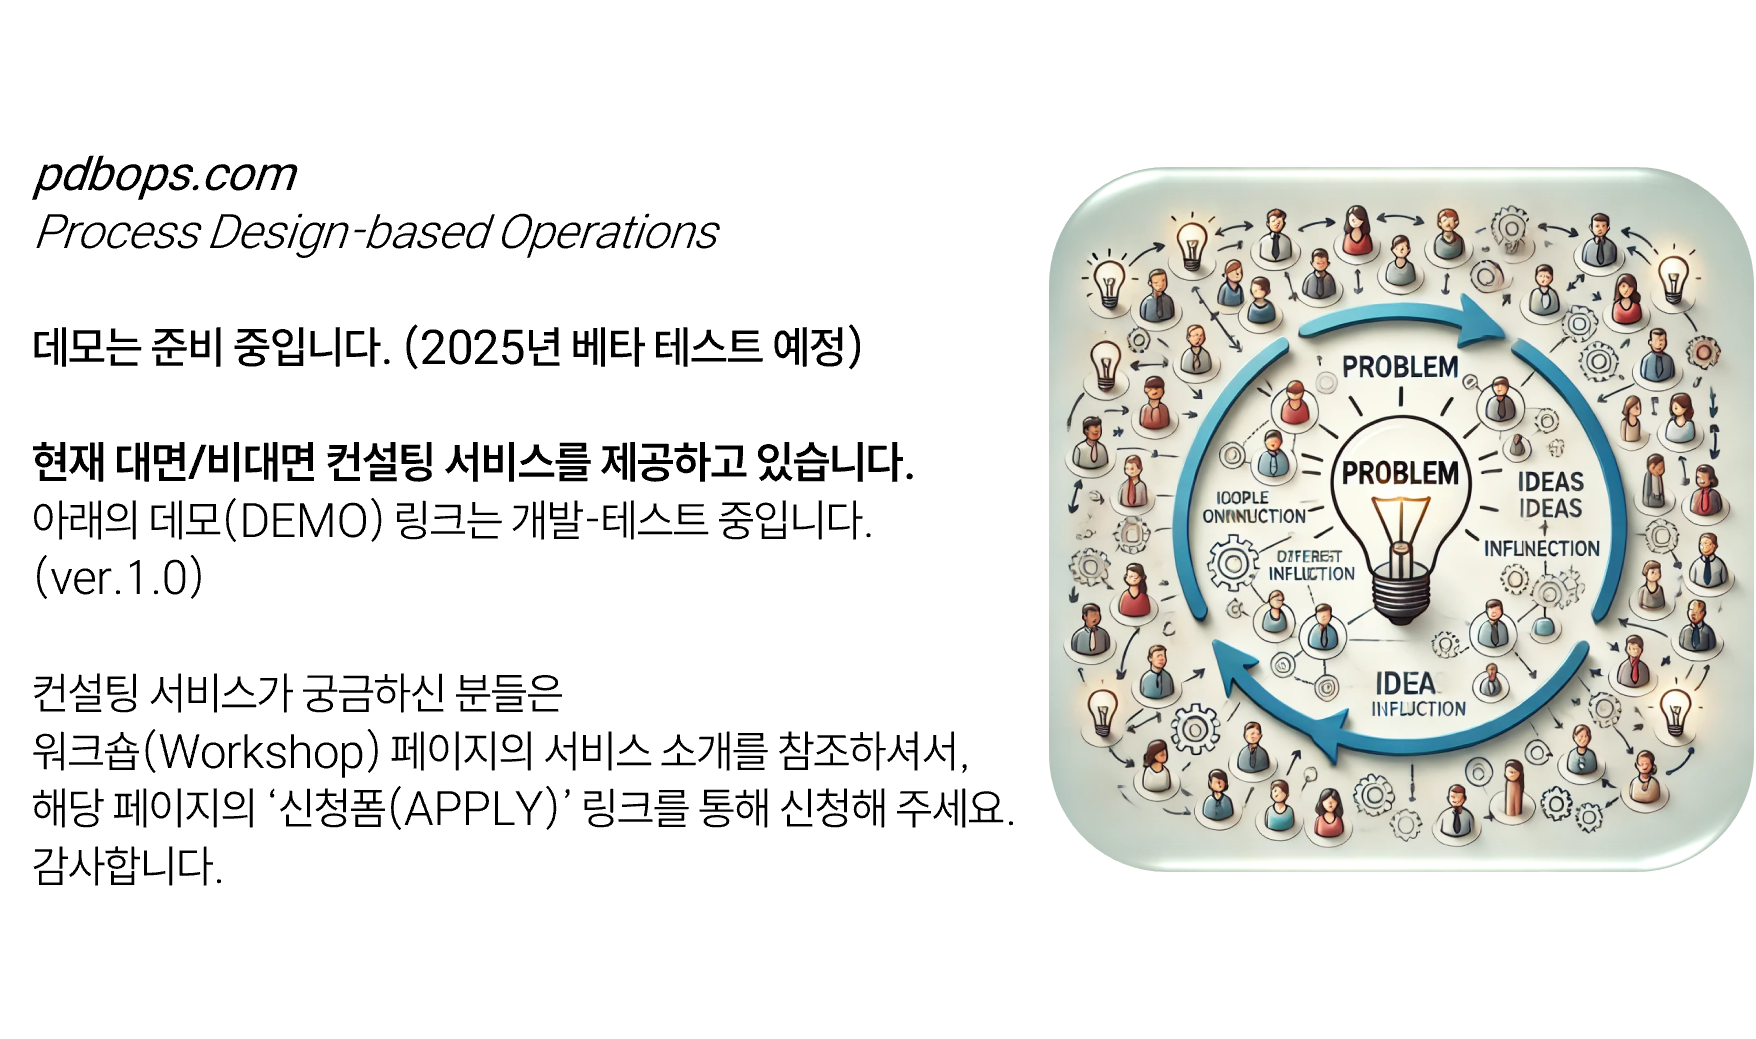 pdbops.com
Process Design-based Operations
데모는 준비 중입니다. (2025년 베타 테스트 예정)
현재 대면/비대면 컨설팅 서비스를 제공하고 있습니다.
아래의 데모(DEMO) 링크는 개발-테스트 중입니다.
(ver.1.0)
컨설팅 서비스가 궁금하신 분들은
워크숍(Workshop) 페이지의 서비스 소개를 참조하셔서,
해당 페이지의 ‘신청폼(APPLY)’ 링크를 통해 신청해 주세요.
감사합니다.
PROBLEM
PROBLEM
IDEAS
IDEAS
INFLINECTION
IDEA